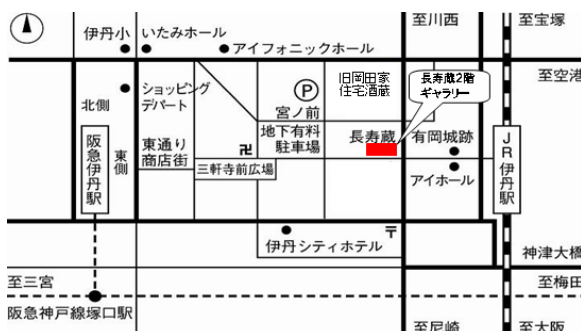 至川西
至宝塚
伊丹小
いたみホール
アイフォニックホール
至空港
ショッピング
デパート
P
旧岡田家
住宅酒蔵
長寿蔵2階
ギャラリー
北側
宮ノ前
地下有料
駐車場
阪急伊丹駅
東側
東通り
商店街
卍
長寿蔵
有岡城跡
JR伊丹駅
三軒寺前広場
アイホール
〒
伊丹シティホテル
神津大橋
至三宮
至梅田
阪急神戸線塚口駅
至尼崎
至大阪